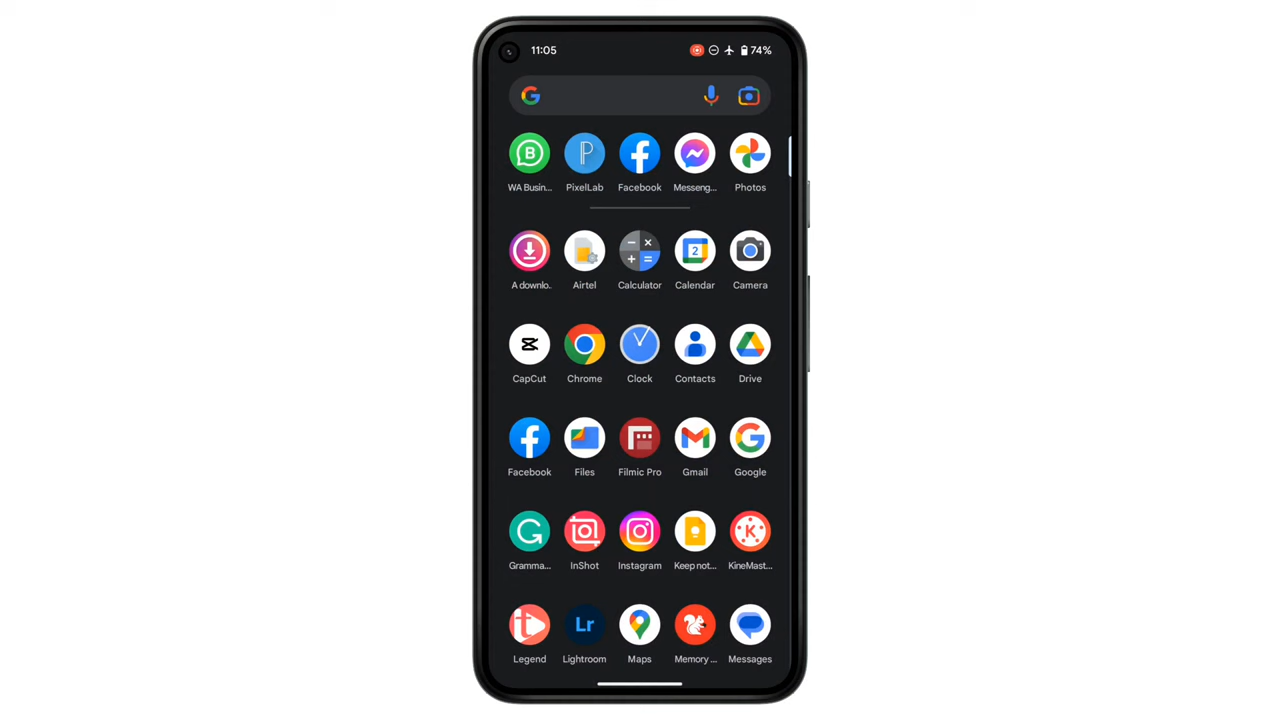 11:05 74%
WA Busin... PixelLab Facebook Messeng... Photos
A downlo. Airtel Calculator Calendar Camera
CapCut Chrome Clock Contacts Drive
Facebook Files Filmic Pro Gmail Google
Gramma... InShot Instagram Keep not... KineMast...
Legend Lightroom Maps Memory ... Messages